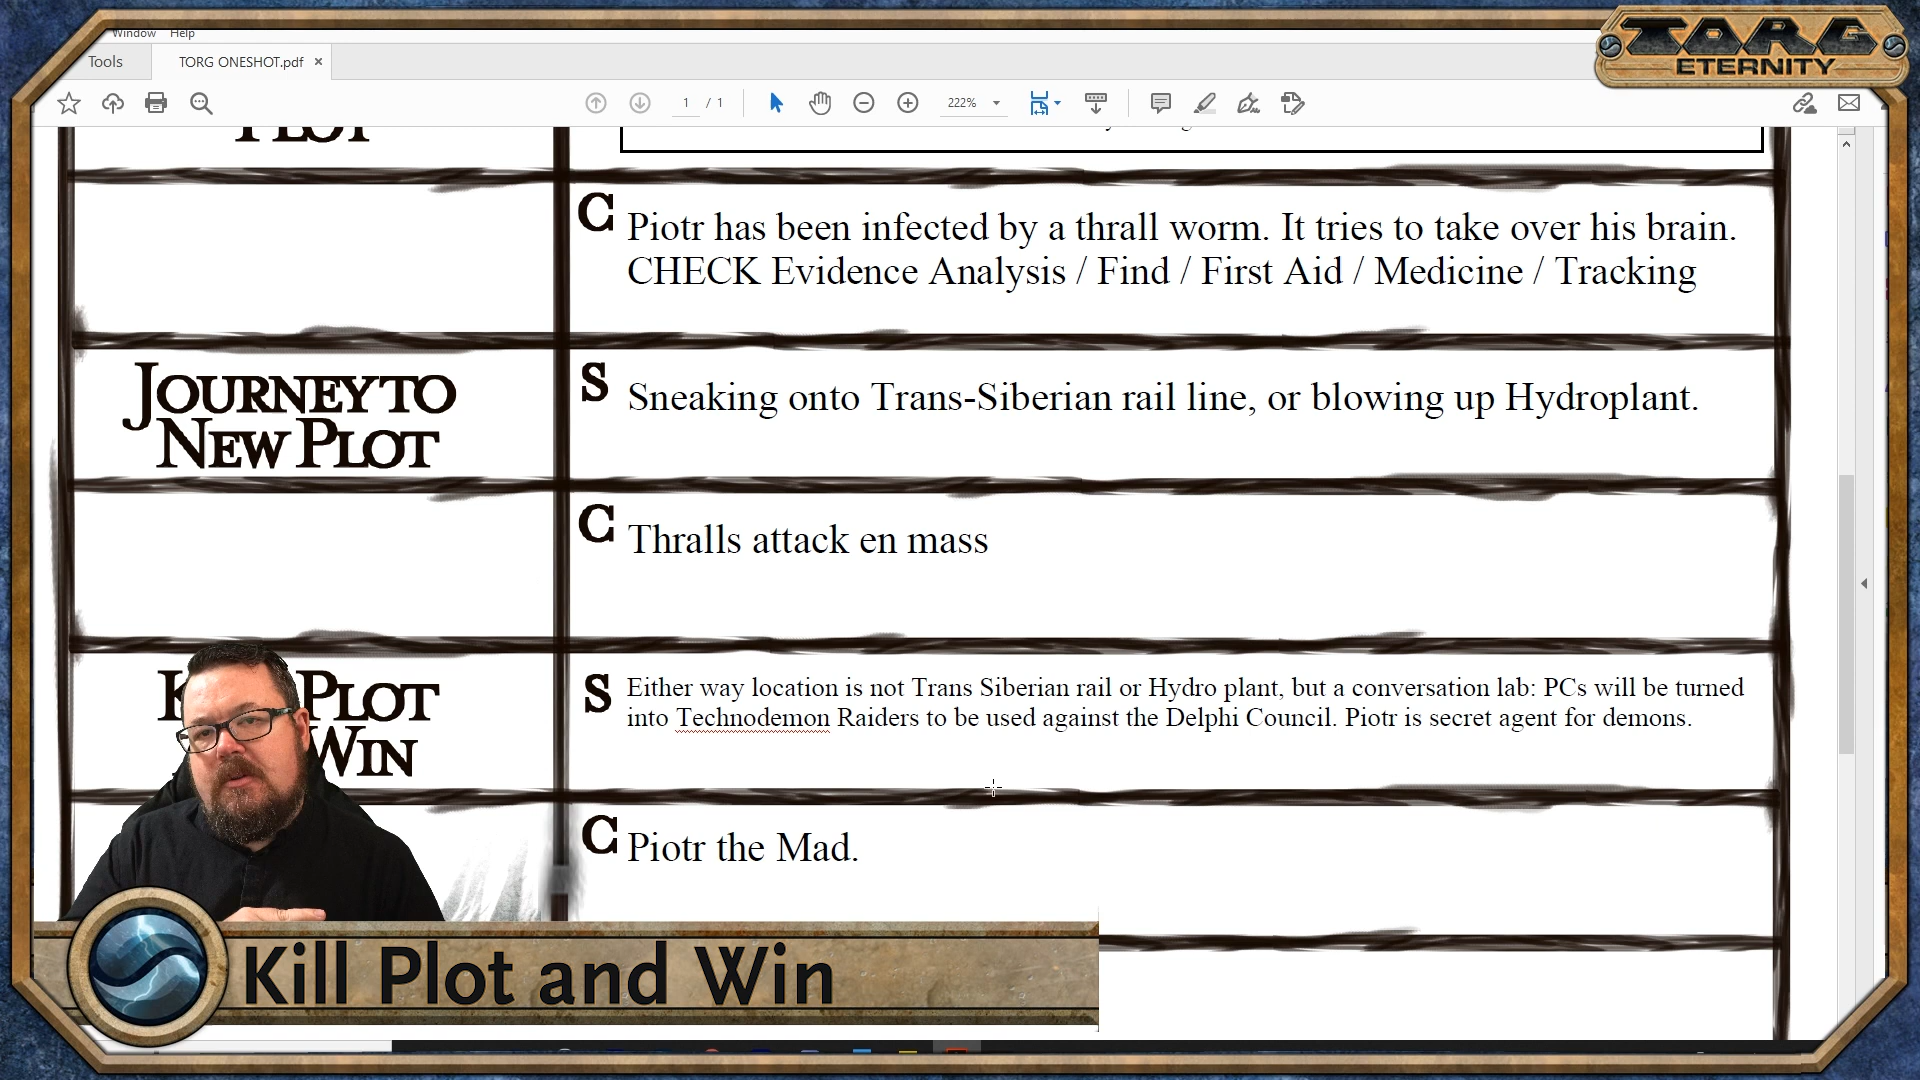 Window Help
TORG
ETERNITY
Tools
TORG ONESHOT.pdf ×
1 / 1
222%
PLOT
C
Piotr has been infected by a thrall worm. It tries to take over his brain.
CHECK Evidence Analysis / Find / First Aid / Medicine / Tracking
JOURNEY TO
NEW PLOT
S
Sneaking onto Trans-Siberian rail line, or blowing up Hydroplant.
C
Thralls attack en mass
PLOT
WIN
S
Either way location is not Trans Siberian rail or Hydro plant, but a conversation lab: PCs will be turned
into Technodemon Raiders to be used against the Delphi Council. Piotr is secret agent for demons.
C
Piotr the Mad.
Kill Plot and Win